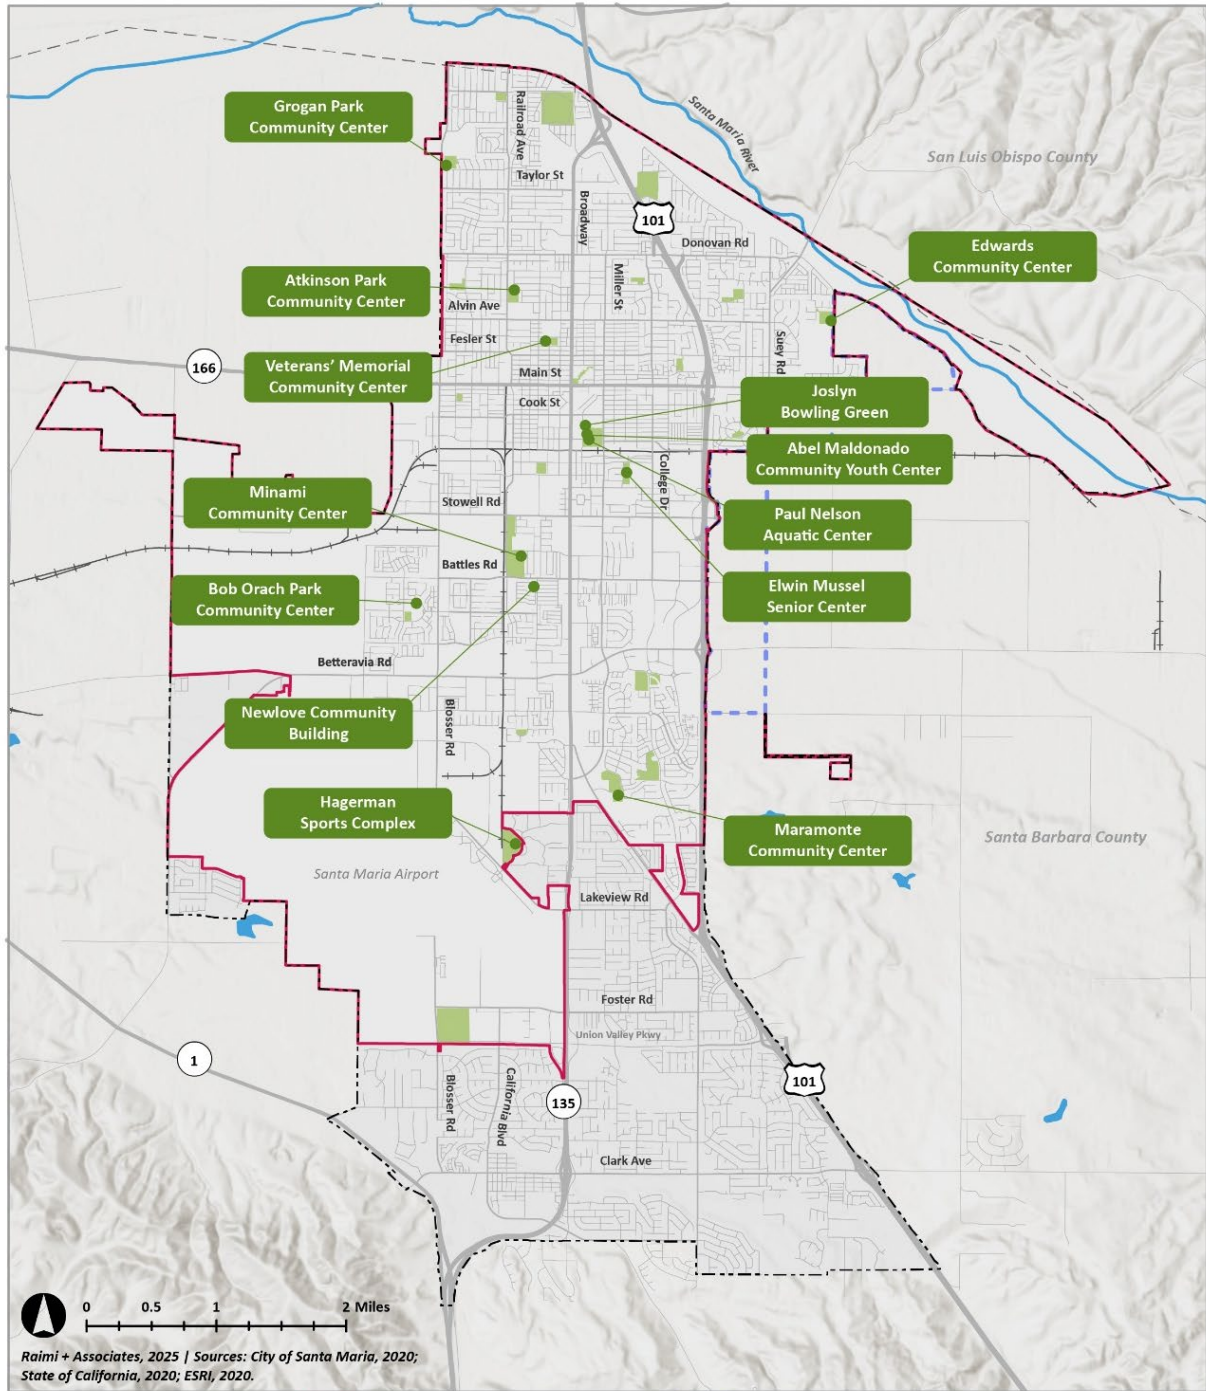 Grogan Park
Community Center
Railroad Ave
Santa Maria River
San Luis Obispo County
Taylor St
Broadway
101
Donovan Rd
Edwards
Community Center
Atkinson Park
Community Center
Miller St
Alvin Ave
Fesler St
Suey Rd
166
Veterans’ Memorial
Community Center
Main St
Cook St
Joslyn
Bowling Green
Abel Maldonado
Community Youth Center
College Dr
Minami
Community Center
Stowell Rd
Paul Nelson
Aquatic Center
Battles Rd
Bob Orach Park
Community Center
Elwin Mussel
Senior Center
Betteravia Rd
Newlove Community
Building
Blosser Rd
Hagerman
Sports Complex
Maramonte
Community Center
Santa Barbara County
Santa Maria Airport
Lakeview Rd
Foster Rd
Union Valley Pkwy
1
101
135
Blosser Rd
California Blvd
Clark Ave
0 0.5 1 2 Miles
Raimi + Associates, 2025 | Sources: City of Santa Maria, 2020;
State of California, 2020; ESRI, 2020.